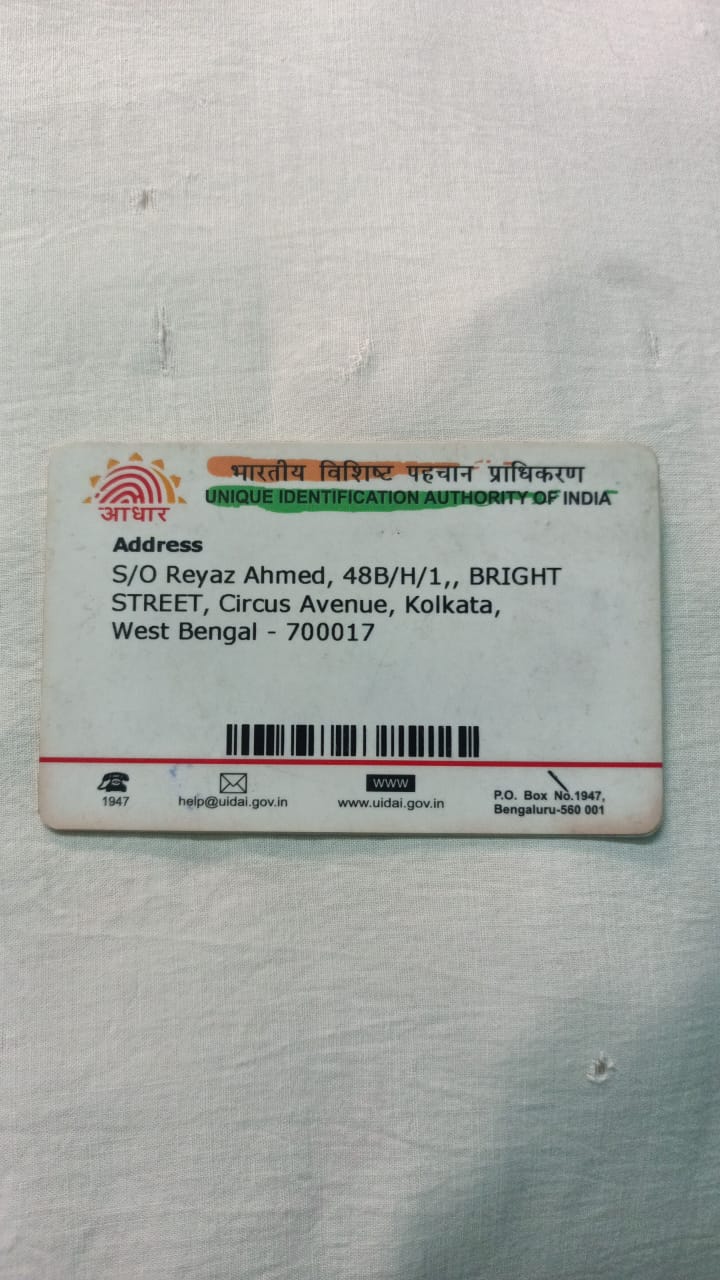 आधार
भारतीय विशिष्ट पहचान प्राधिकरण
UNIQUE IDENTIFICATION AUTHORITY OF INDIA
Address
S/O Reyaz Ahmed, 48B/H/1,, BRIGHT
STREET, Circus Avenue, Kolkata,
West Bengal - 700017
1947
help@uidai.gov.in
WWW
www.uidai.gov.in
P.O. Box No.1947,
Bengaluru-560 001